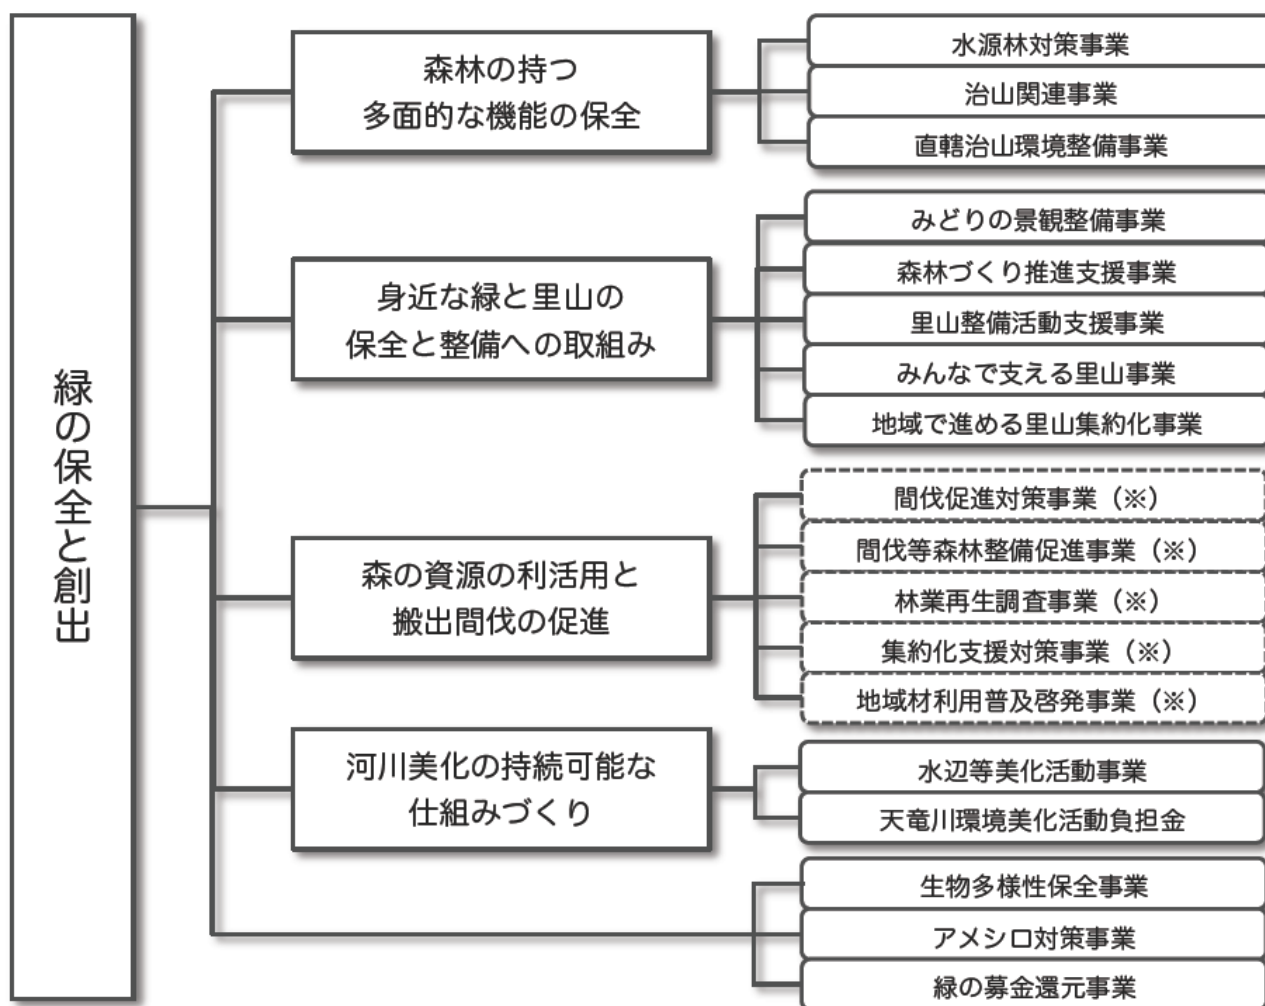 緑の保全と創出
森林の持つ
多面的な機能の保全
水源林対策事業
治山関連事業
直轄治山環境整備事業
身近な緑と里山の
保全と整備への取組み
みどりの景観整備事業
森林づくり推進支援事業
里山整備活動支援事業
みんなで支える里山事業
地域で進める里山集約化事業
森の資源の利活用と
搬出間伐の促進
間伐促進対策事業（※）
間伐等森林整備促進事業（※）
林業再生調査事業（※）
集約化支援対策事業（※）
地域材利用普及啓発事業（※）
河川美化の持続可能な
仕組みづくり
水辺等美化活動事業
天竜川環境美化活動負担金
生物多様性保全事業
アメシロ対策事業
緑の募金還元事業